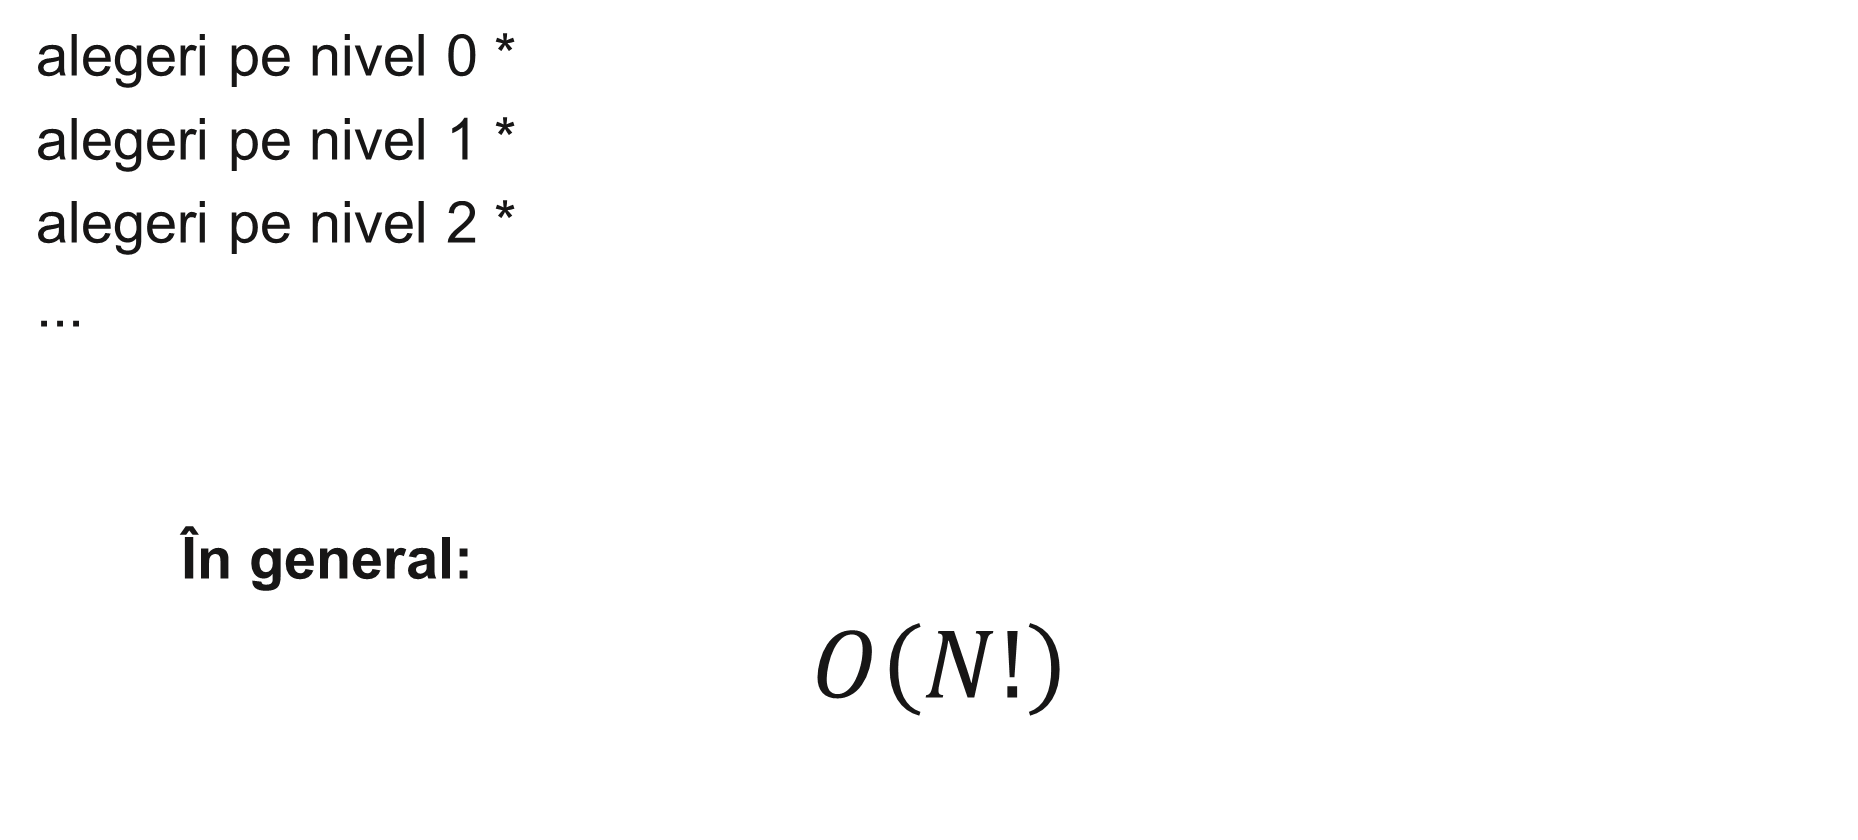 alegeri pe nivel 0 *
alegeri pe nivel 1 *
alegeri pe nivel 2 *
...
În general:
O(N!)